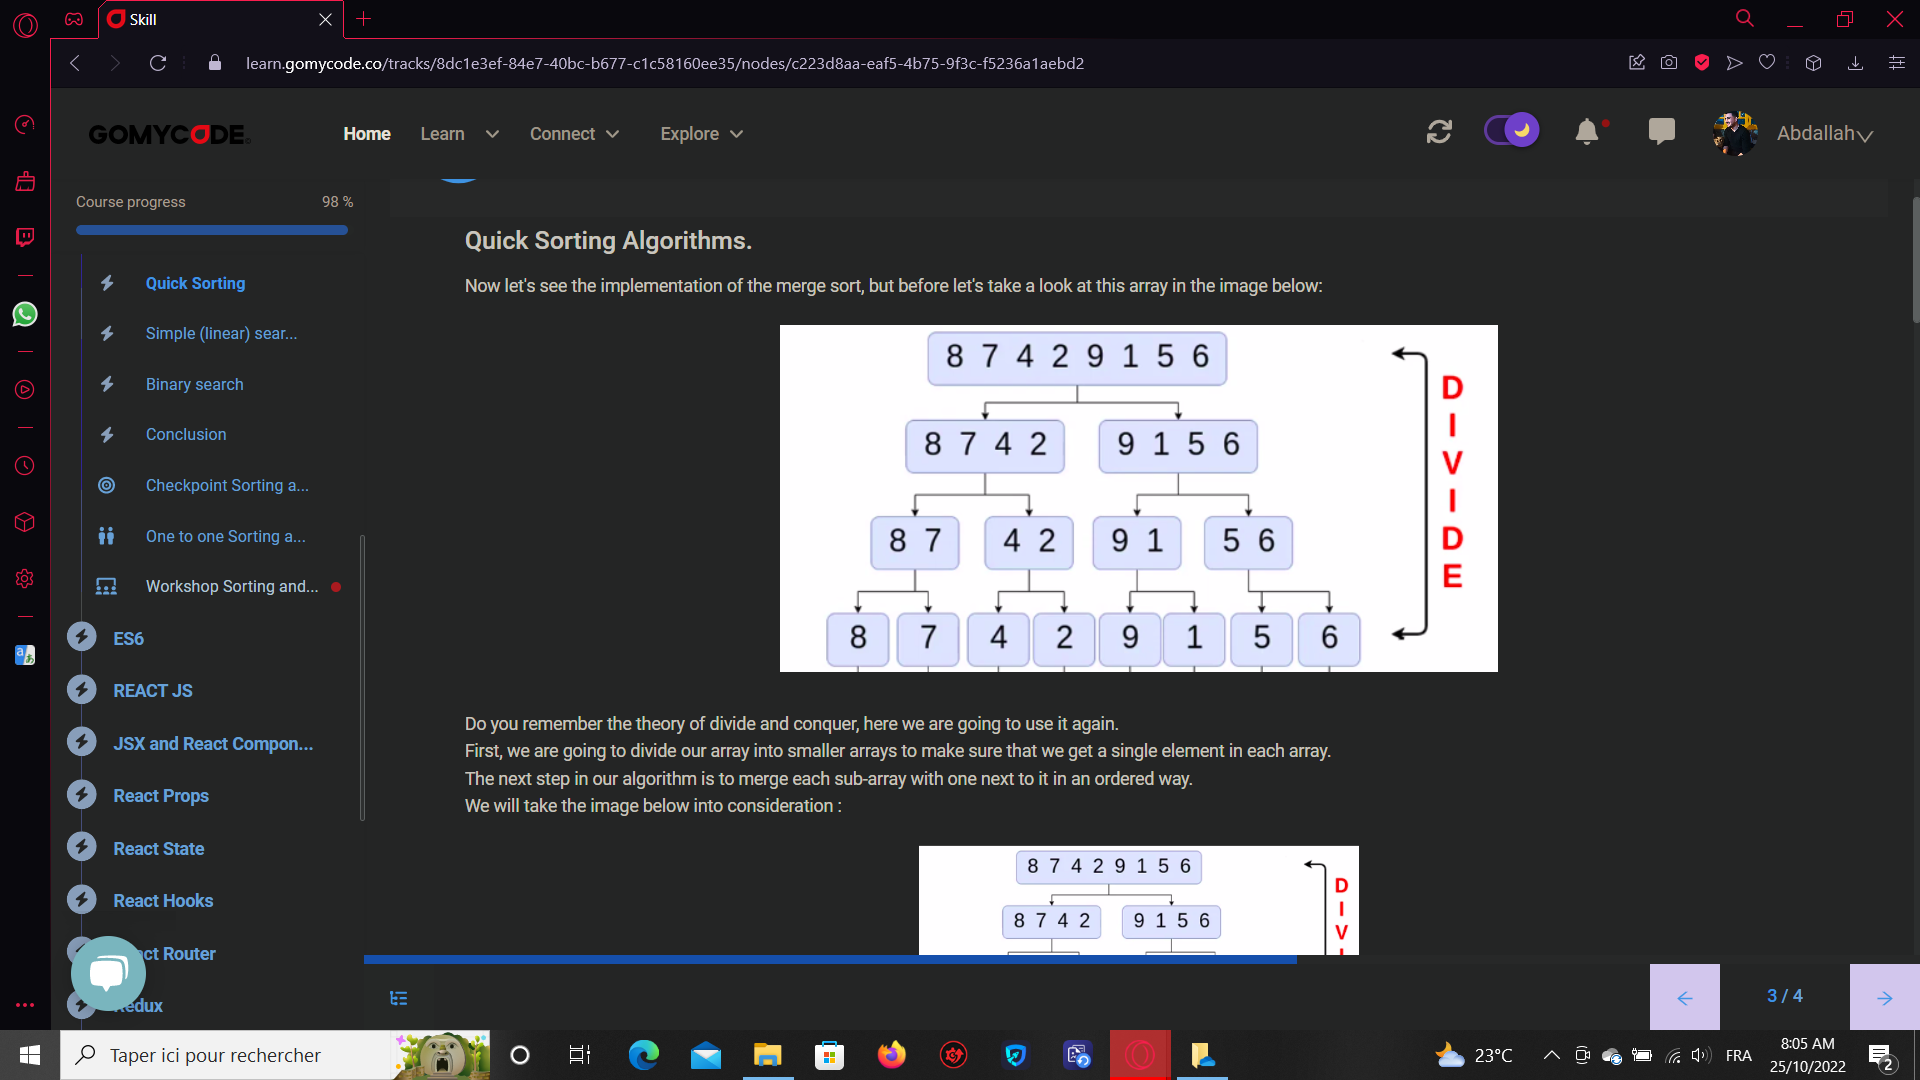 Skill
learn.gomycode.co/tracks/8dc1e3ef-84e7-40bc-b677-c1c58160ee35/nodes/c223d8aa-eaf5-4b75-9f3c-f5236a1aebd2
GOMYCODE
Home
Learn
Connect
Explore
Abdallah
Course progress
98 %
Quick Sorting
Simple (linear) sear...
Binary search
Conclusion
Checkpoint Sorting a...
One to one Sorting a...
Workshop Sorting and...
ES6
REACT JS
JSX and React Compon...
React Props
React State
React Hooks
ct Router
edux
Quick Sorting Algorithms.
Now let's see the implementation of the merge sort, but before let's take a look at this array in the image below:
8 7 4 2 9 1 5 6
8 7 4 2
9 1 5 6
8 7
4 2
9 1
5 6
8
7
4
2
9
1
5
6
DIVIDE
Do you remember the theory of divide and conquer, here we are going to use it again.
First, we are going to divide our array into smaller arrays to make sure that we get a single element in each array.
The next step in our algorithm is to merge each sub-array with one next to it in an ordered way.
We will take the image below into consideration :
8 7 4 2 9 1 5 6
8 7 4 2
9 1 5 6
DIV
3 / 4
Taper ici pour rechercher
23°C
FRA
8:05 AM
25/10/2022
2